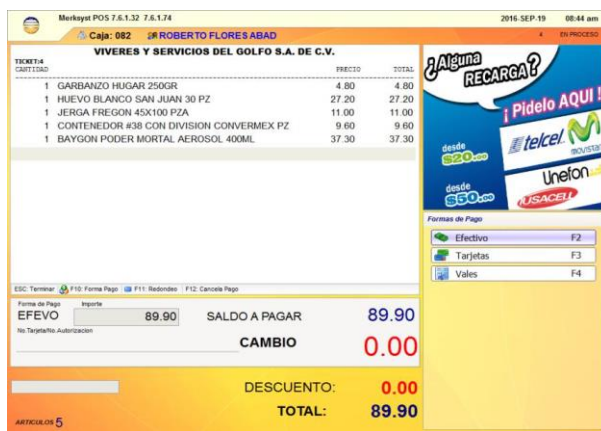 Merksyst POS 7.6.1.32 7.6.1.74 2016-SEP-19 08:44 am
Caja: 082 ROBERTO FLORES ABAD 4 EN PROCESO
VIVERES Y SERVICIOS DEL GOLFO S.A. DE C.V.
TICKET:4
CANTIDAD PRECIO TOTAL
1 GARBANZO HUGAR 250GR 4.80 4.80
1 HUEVO BLANCO SAN JUAN 30 PZ 27.20 27.20
1 JERGA FREGON 45X100 PZA 11.00 11.00
1 CONTENEDOR #38 CON DIVISION CONVERMEX PZ 9.60 9.60
1 BAYGON PODER MORTAL AEROSOL 400ML 37.30 37.30
ESC: Terminar F10: Forma Pago F11: Redondeo F12: Cancela Pago
Forma de Pago Importe
EFEVO 89.90 SALDO A PAGAR 89.90
No.Tarjeta/No.Autorizacion
CAMBIO 0.00
DESCUENTO: 0.00
TOTAL: 89.90
ARTICULOS 5
¿Alguna
RECARGA?
¡Pidelo AQUI!
desde
$20.00
telcel
movistar
desde
$50.00
Unefon
IUSACELL
Formas de Pago
Efectivo F2
Tarjetas F3
Vales F4